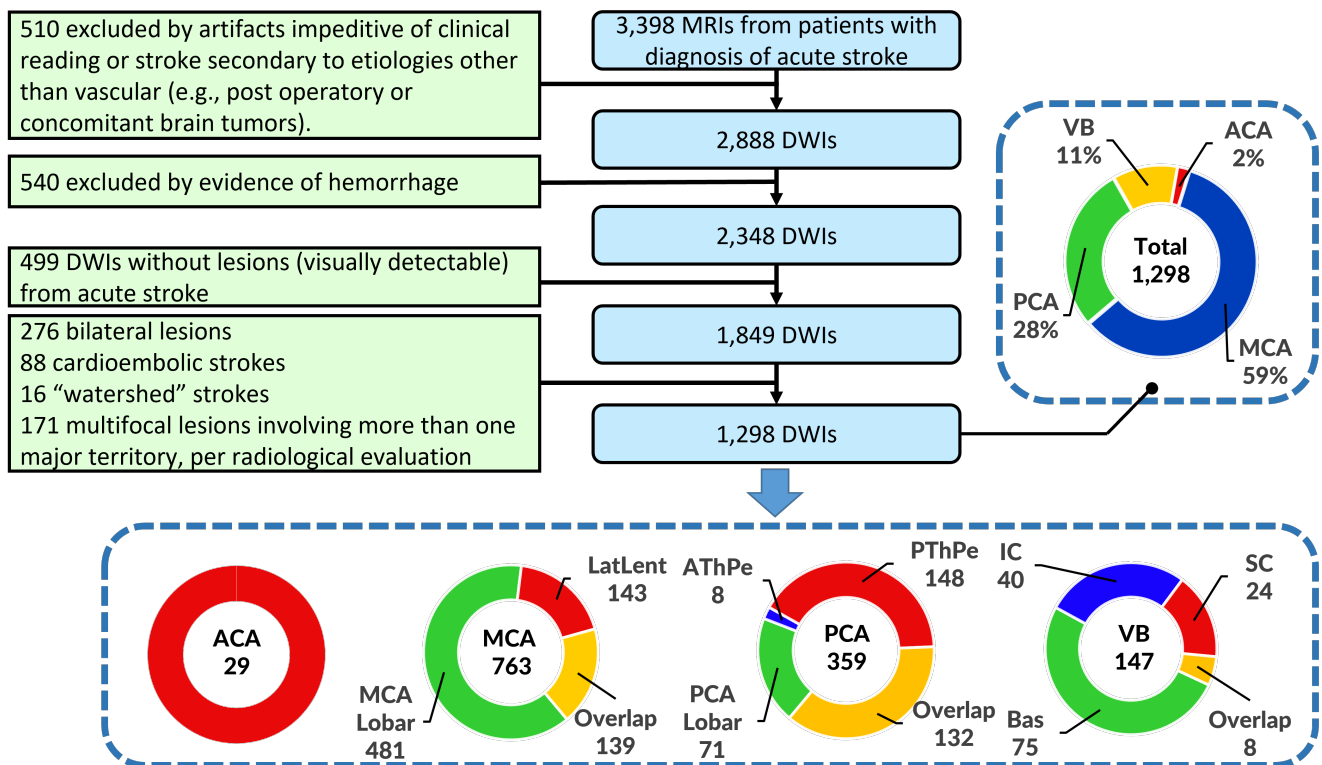 510 excluded by artifacts impeditive of clinical
reading or stroke secondary to etiologies other
than vascular (e.g., post operatory or
concomitant brain tumors).
3,398 MRIs from patients with
diagnosis of acute stroke
2,888 DWIs
540 excluded by evidence of hemorrhage
2,348 DWIs
499 DWIs without lesions (visually detectable)
from acute stroke
1,849 DWIs
276 bilateral lesions
88 cardioembolic strokes
16 “watershed” strokes
171 multifocal lesions involving more than one
major territory, per radiological evaluation
1,298 DWIs
VB
11%
ACA
2%
Total
1,298
PCA
28%
MCA
59%
ACA
29
LatLent
143
MCA
763
MCA
Lobar
481
Overlap
139
AThPe
8
PThPe
148
PCA
359
PCA
Lobar
71
Overlap
132
IC
40
SC
24
VB
147
Bas
75
Overlap
8